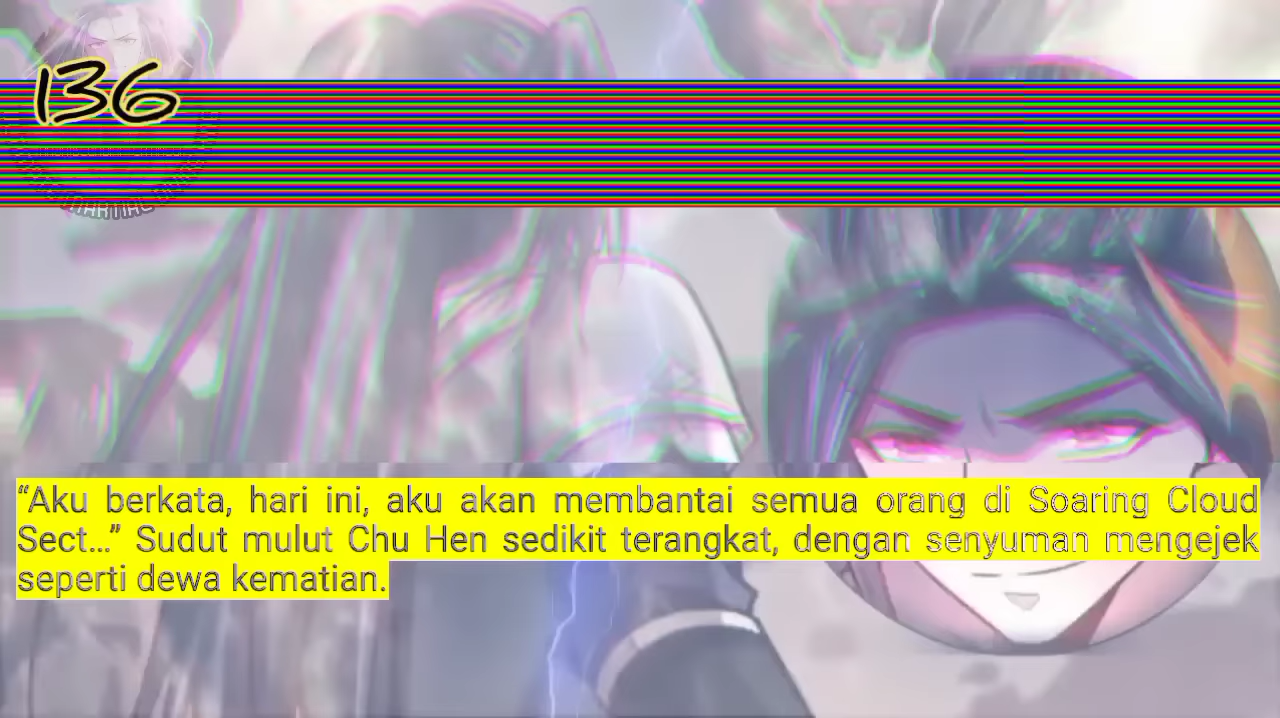 136
MARTIAL
“Aku berkata, hari ini, aku akan membantai semua orang di Soaring Cloud
Sect...” Sudut mulut Chu Hen sedikit terangkat, dengan senyuman mengejek
seperti dewa kematian.